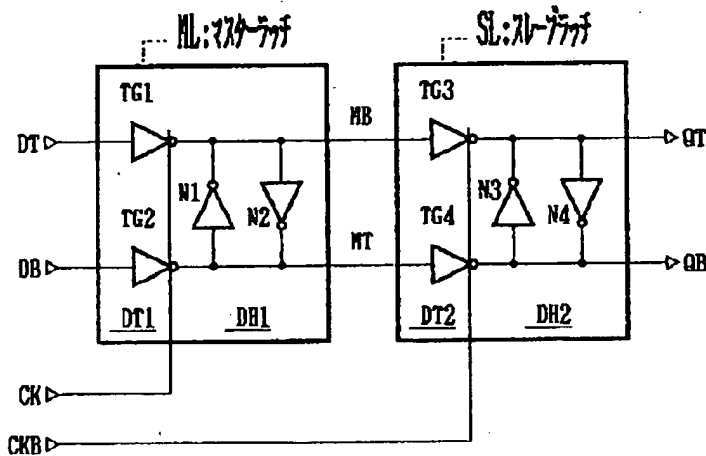 ML:マスターラッチ
SL:スレーブラッチ
TG1
TG3
DT
MB
QT
N1
N2
N3
N4
TG2
TG4
DB
MT
QB
DT1
DH1
DT2
DH2
CK
CKB